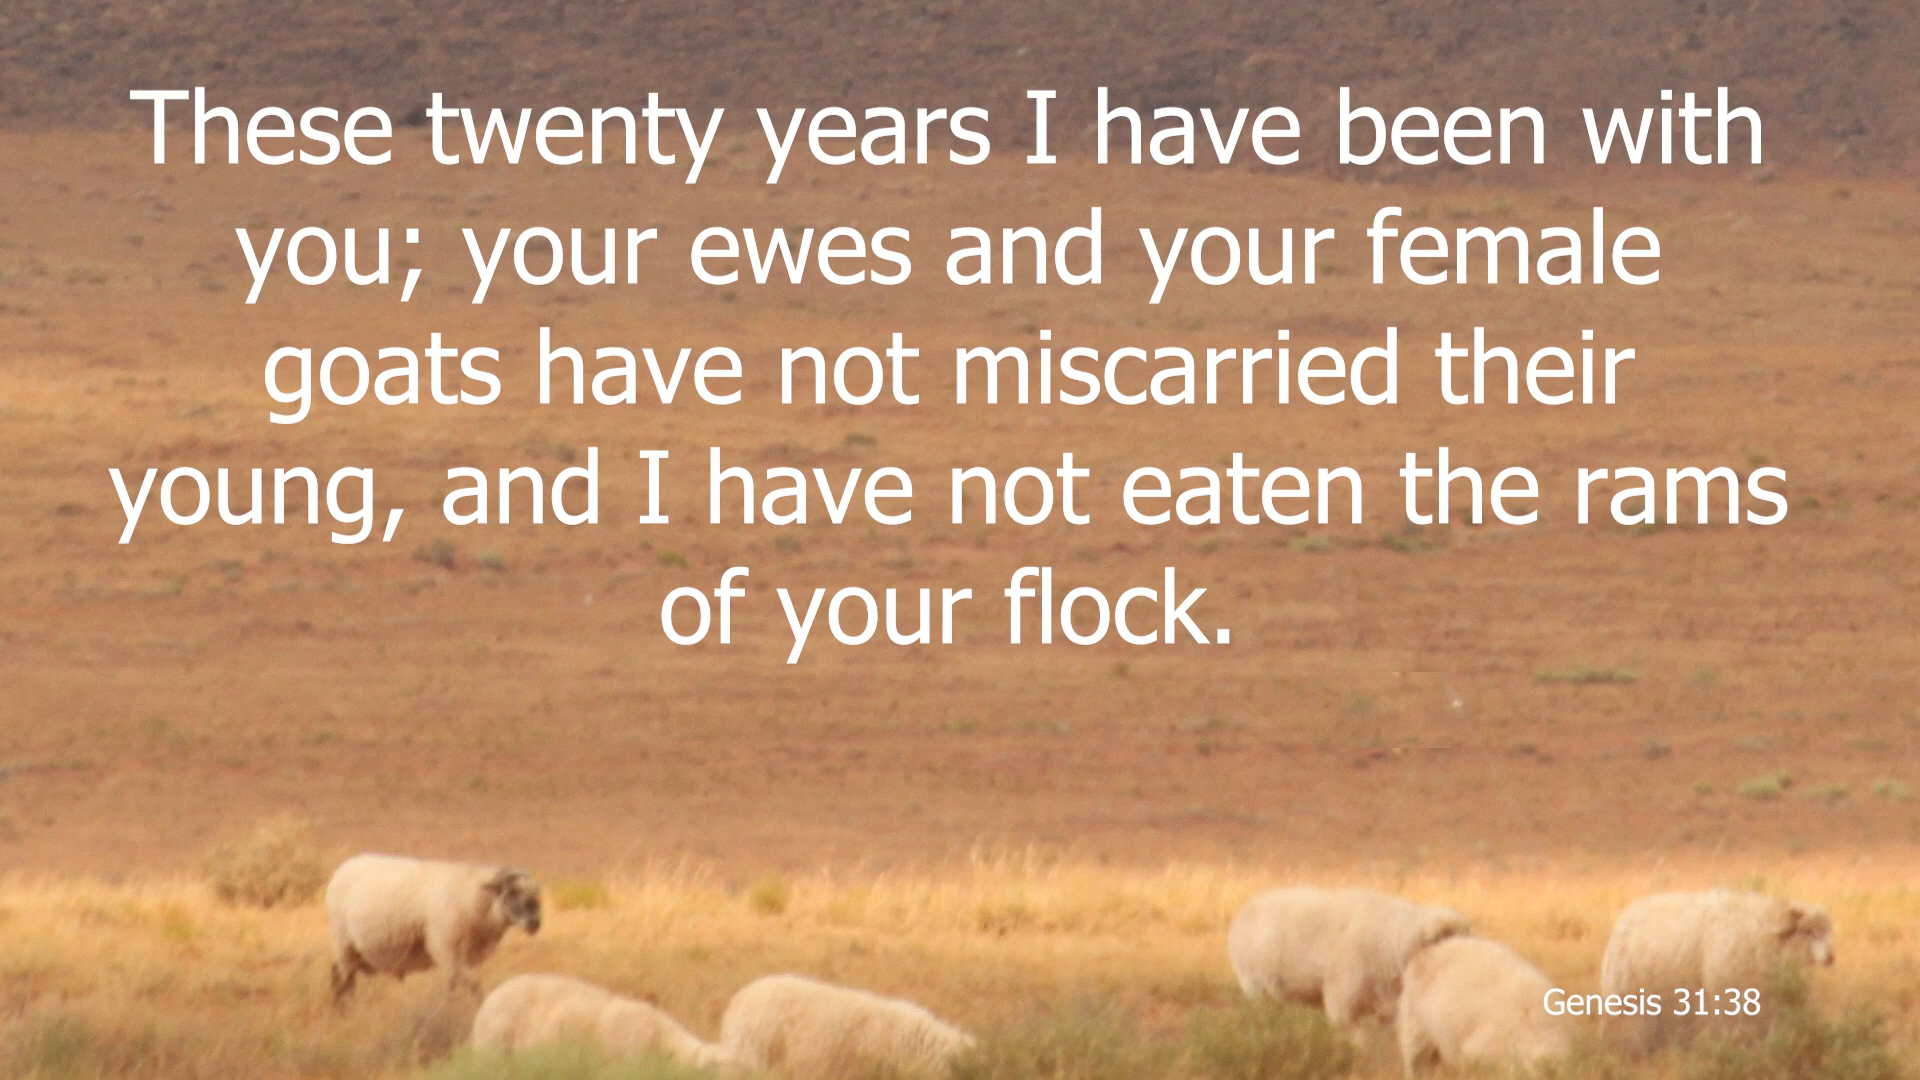 These twenty years I have been with
you; your ewes and your female
goats have not miscarried their
young, and I have not eaten the rams
of your flock.
Genesis 31:38